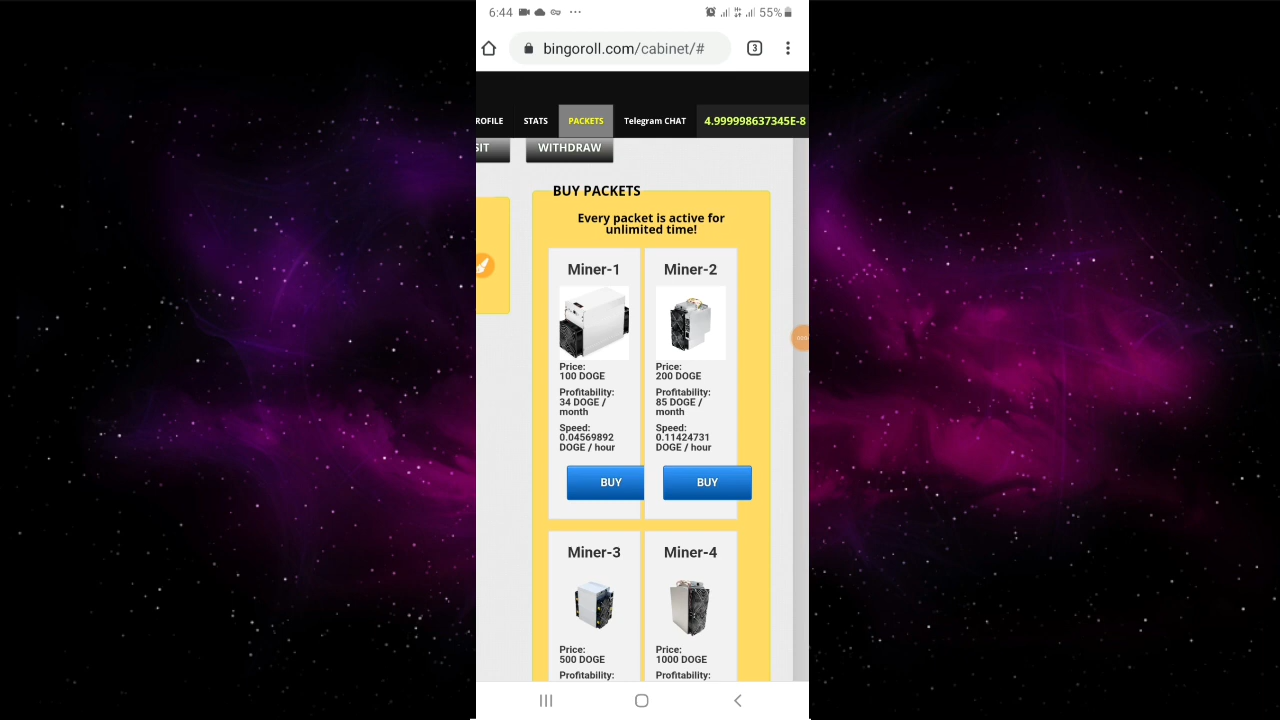 6:44
55%
bingoroll.com/cabinet/#
3
ROFILE STATS PACKETS Telegram CHAT 4.999998637345E-8
SIT WITHDRAW
BUY PACKETS
Every packet is active for
unlimited time!
Miner-1
Price:
100 DOGE
Profitability:
34 DOGE /
month
Speed:
0.04569892
DOGE / hour
BUY
Miner-2
Price:
200 DOGE
Profitability:
85 DOGE /
month
Speed:
0.11424731
DOGE / hour
BUY
Miner-3
Price:
500 DOGE
Profitability:
Miner-4
Price:
1000 DOGE
Profitability: